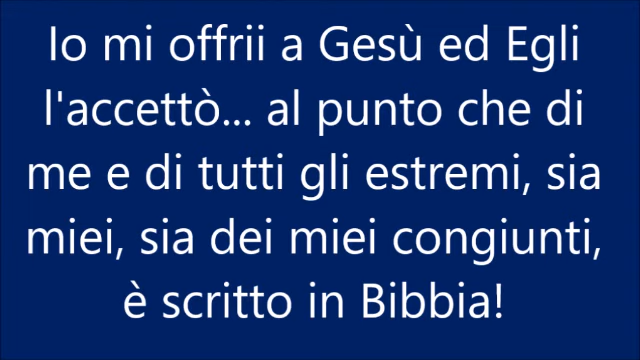 Io mi offrii a Gesù ed Egli
l'accettò... al punto che di
me e di tutti gli estremi, sia
miei, sia dei miei congiunti,
è scritto in Bibbia!